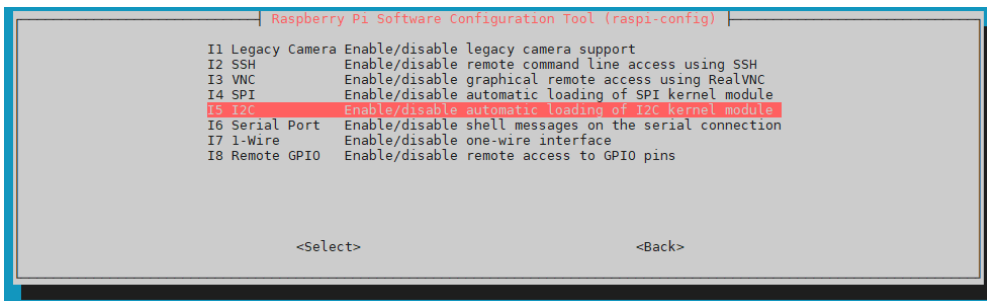 Raspberry Pi Software Configuration Tool (raspi-config)
I1 Legacy Camera Enable/disable legacy camera support
I2 SSH Enable/disable remote command line access using SSH
I3 VNC Enable/disable graphical remote access using RealVNC
I4 SPI Enable/disable automatic loading of SPI kernel module
I5 I2C Enable/disable automatic loading of I2C kernel module
I6 Serial Port Enable/disable shell messages on the serial connection
I7 1-Wire Enable/disable one-wire interface
I8 Remote GPIO Enable/disable remote access to GPIO pins
<Select> <Back>